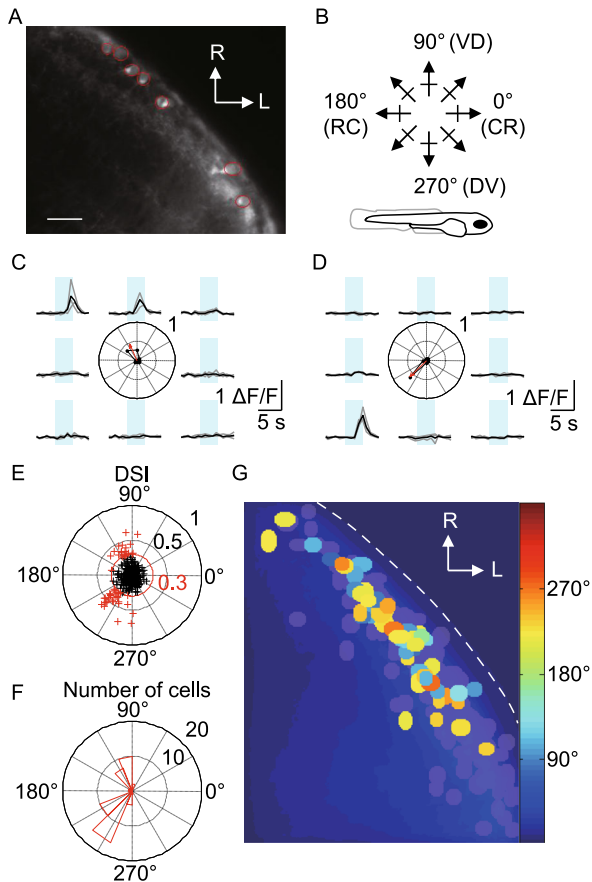 A
R
L
B
90° (VD)
180°
(RC)
0°
(CR)
270° (DV)
C
1
1 ΔF/F
5 s
D
1
1 ΔF/F
5 s
E
DSI
90°
1
0.5
180°
0.3
0°
270°
F
Number of cells
90°
20
10
180°
0°
270°
G
R
L
270°
180°
90°